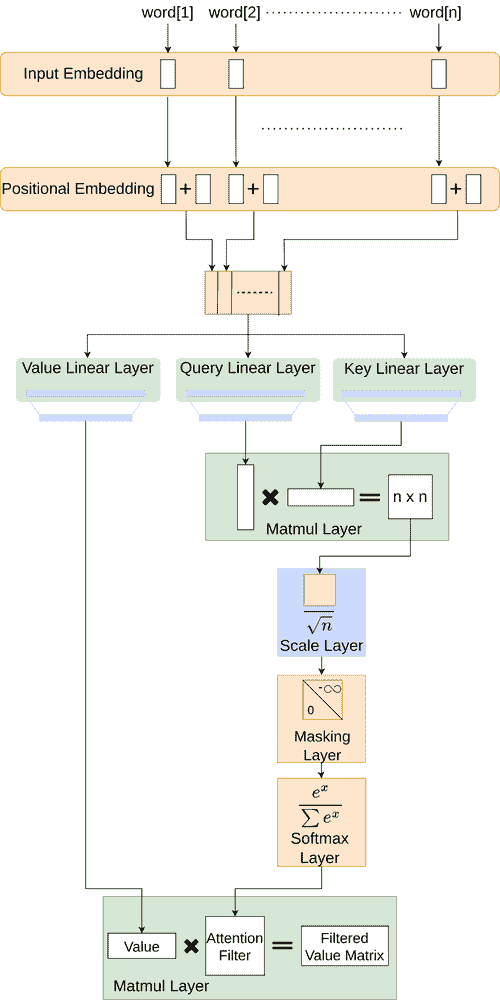 word[1] word[2] word[n]
Input Embedding
Positional Embedding + + +
Value Linear Layer
Query Linear Layer
Key Linear Layer
× = n x n
Matmul Layer
√n
Scale Layer
-∞
0
Masking
Layer
e^x
∑ e^x
Softmax
Layer
Value × Attention
Filter = Filtered
Value Matrix
Matmul Layer